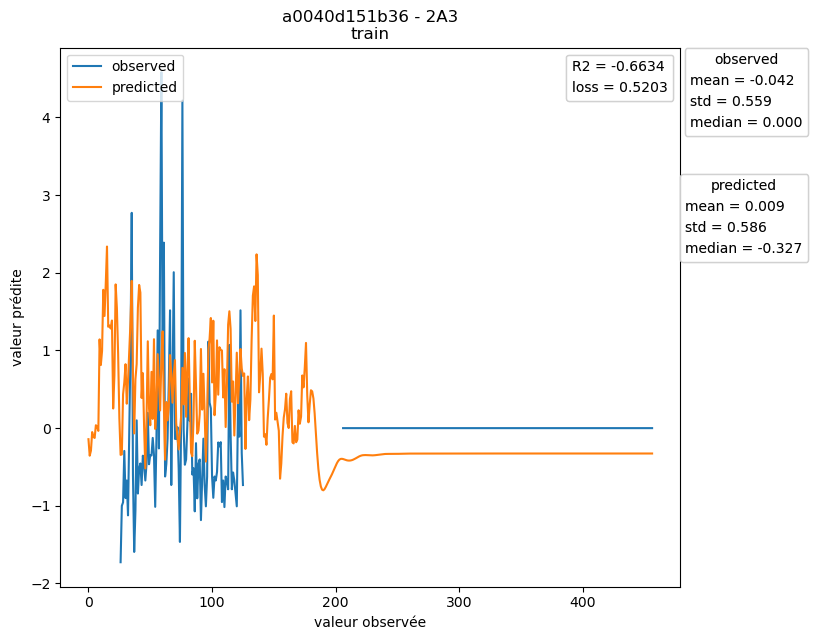 a0040d151b36 - 2A3
train
observed
predicted
R2 = -0.6634
loss = 0.5203
observed
mean = -0.042
std = 0.559
median = 0.000
predicted
mean = 0.009
std = 0.586
median = -0.327
valeur prédite
4
3
2
1
0
−1
−2
0
100
200
300
400
valeur observée